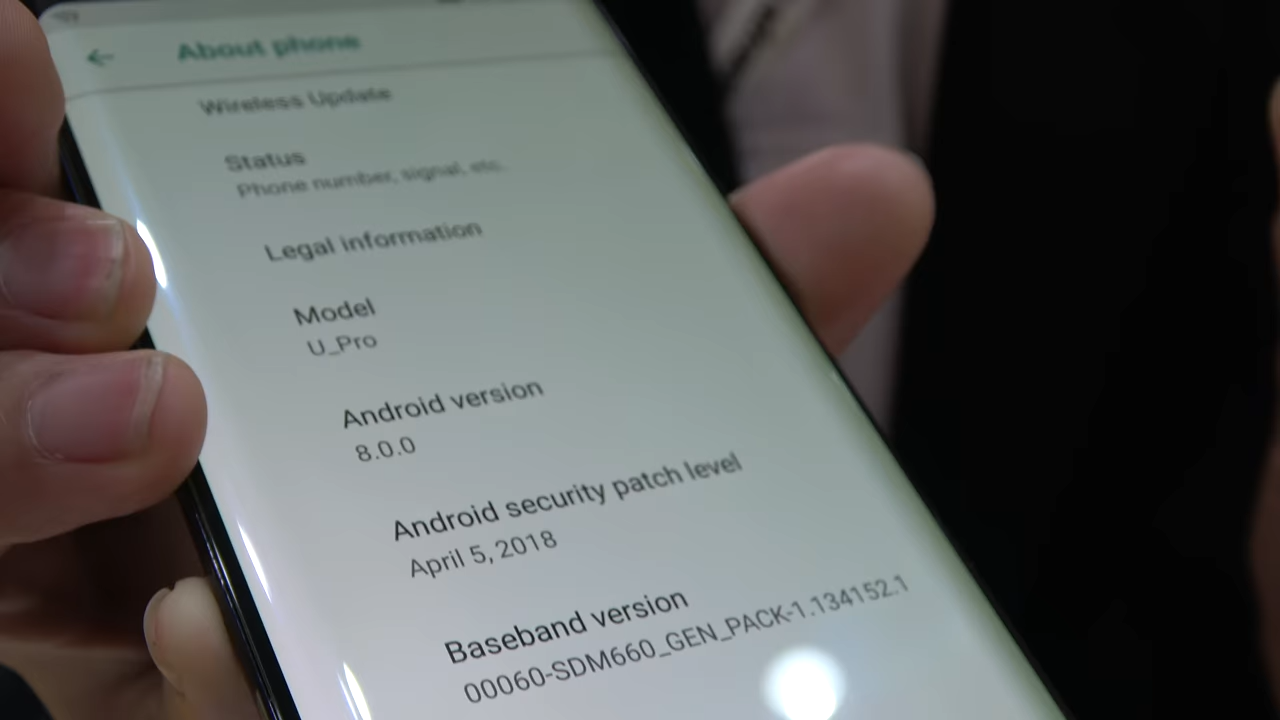 About phone
Wireless Update
Status
Phone number, signal, etc.
Legal information
Model
U_Pro
Android version
8.0.0
Android security patch level
April 5, 2018
Baseband version
00060-SDM660_GEN_PACK-1.134152.1